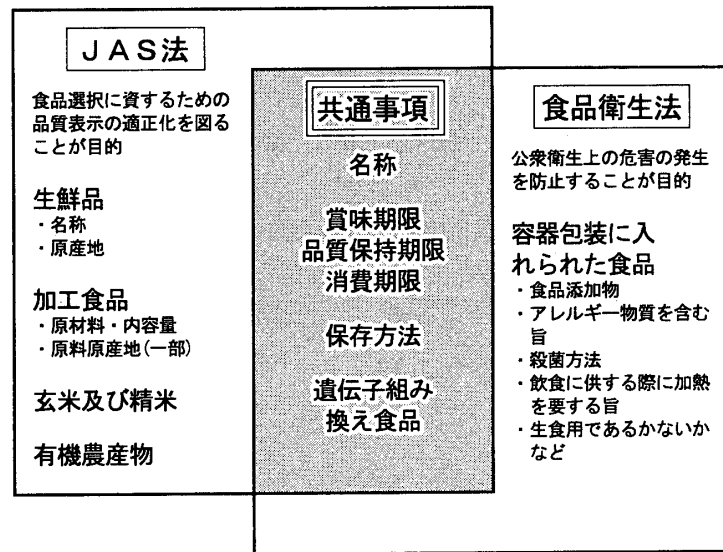 JAS法
食品選択に資するための
品質表示の適正化を図る
ことが目的
生鮮品
・名称
・原産地
加工食品
・原材料・内容量
・原料原産地(一部)
玄米及び精米
有機農産物
共通事項
名称
賞味期限
品質保持期限
消費期限
保存方法
遺伝子組み
換え食品
食品衛生法
公衆衛生上の危害の発生
を防止することが目的
容器包装に入
れられた食品
・食品添加物
・アレルギー物質を含む
旨
・殺菌方法
・飲食に供する際に加熱
を要する旨
・生食用であるかないか
など